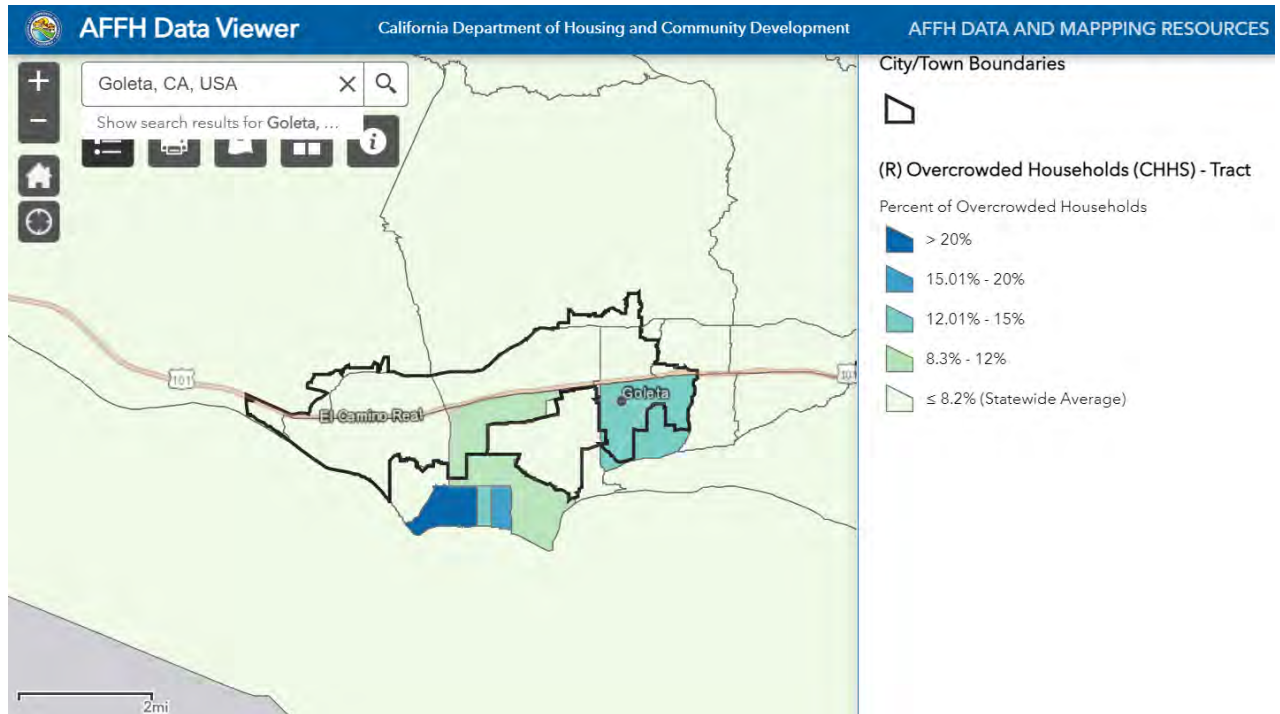 AFFH Data Viewer
California Department of Housing and Community Development
AFFH DATA AND MAPPPING RESOURCES
+
−
Goleta, CA, USA
Show search results for Goleta, ...
i
101
El Camino Real
Goleta
101
2mi
City/Town Boundaries
(R) Overcrowded Households (CHHS) - Tract
Percent of Overcrowded Households
> 20%
15.01% - 20%
12.01% - 15%
8.3% - 12%
≤ 8.2% (Statewide Average)